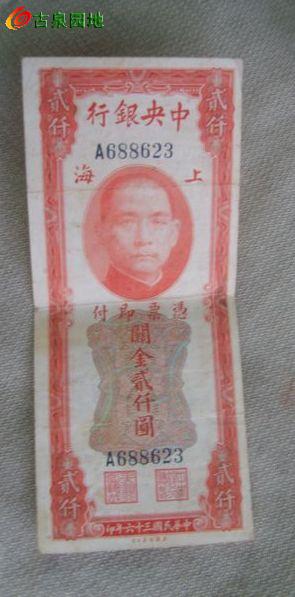 古泉园地
貳仟
貳仟
中央銀行
A688623
上海
憑票即付
關金貳仟圓
A688623
貳仟
貳仟
中華民國三十六年印